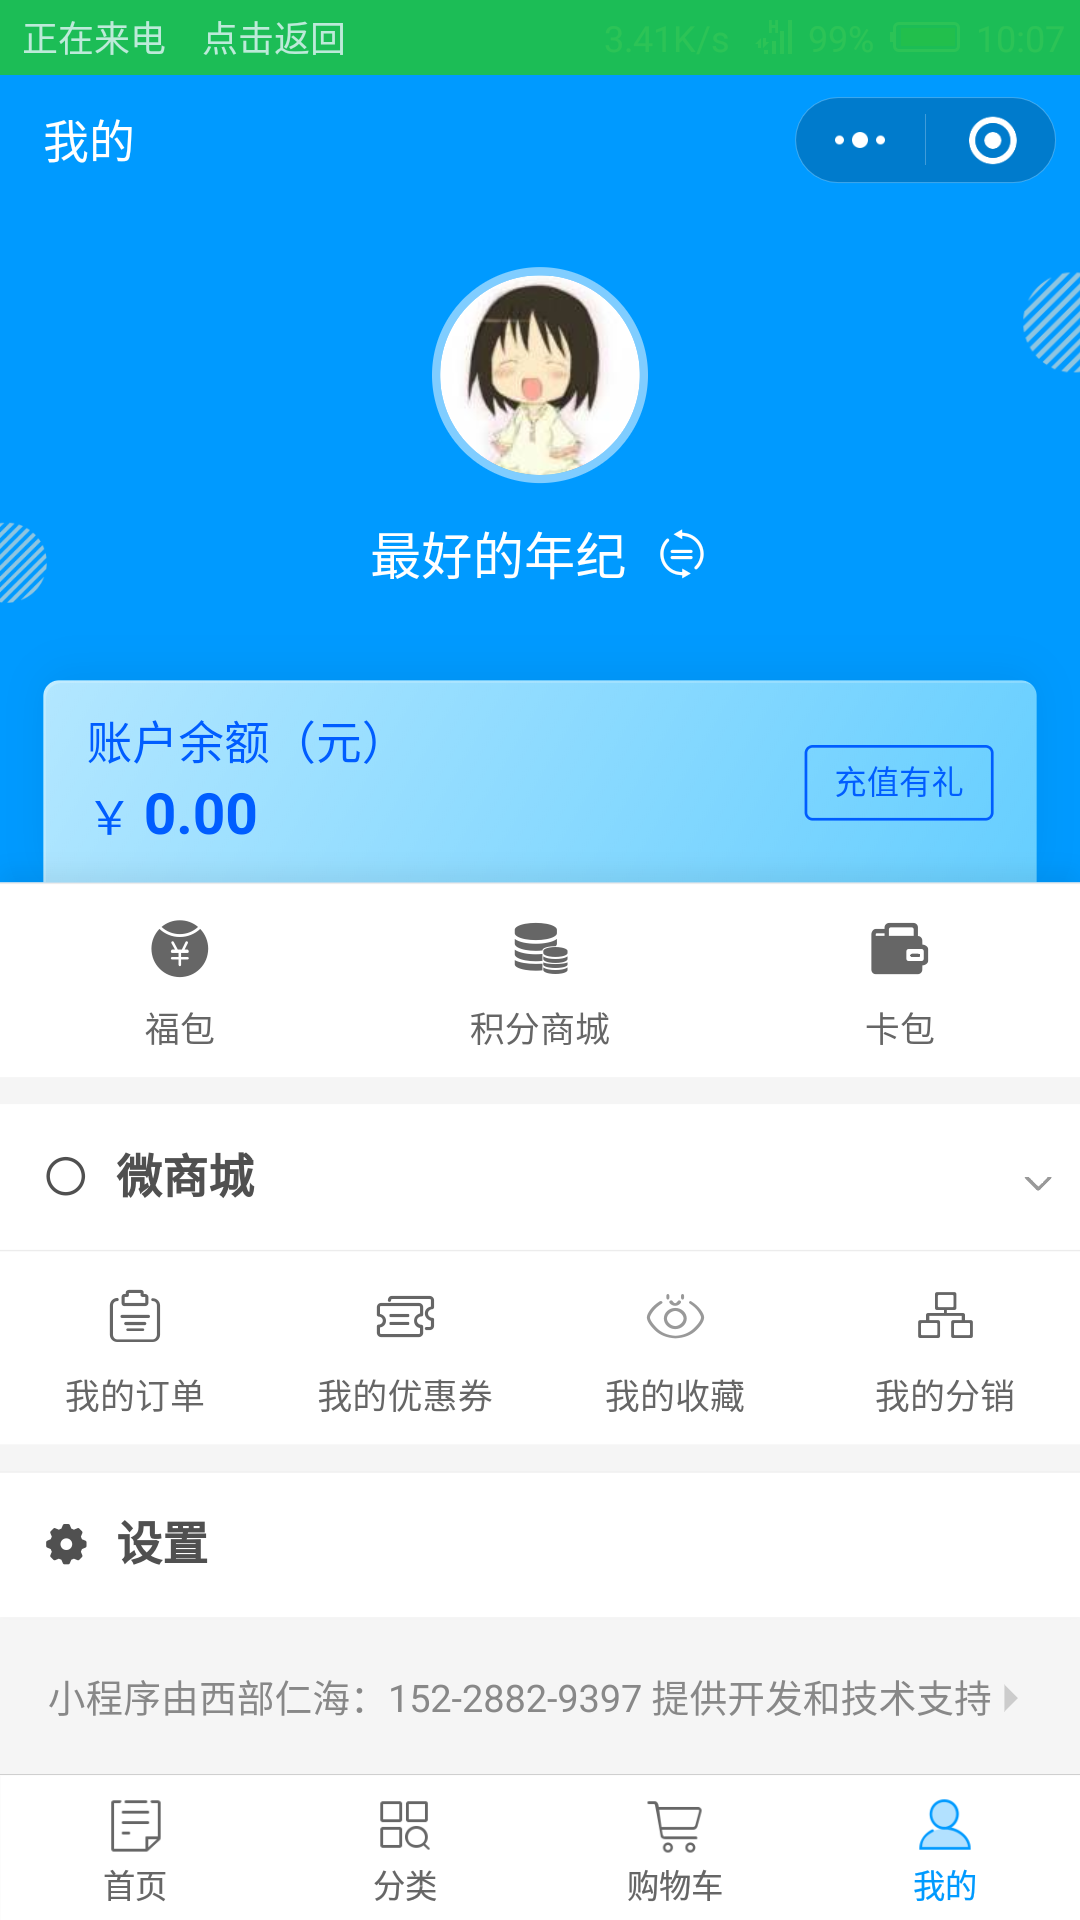 正在来电 点击返回 3.41K/s 99% 10:07
我的
最好的年纪
账户余额（元）
¥ 0.00
充值有礼
福包 积分商城 卡包
微商城
我的订单 我的优惠券 我的收藏 我的分销
设置
小程序由西部仁海：152-2882-9397 提供开发和技术支持
首页 分类 购物车 我的